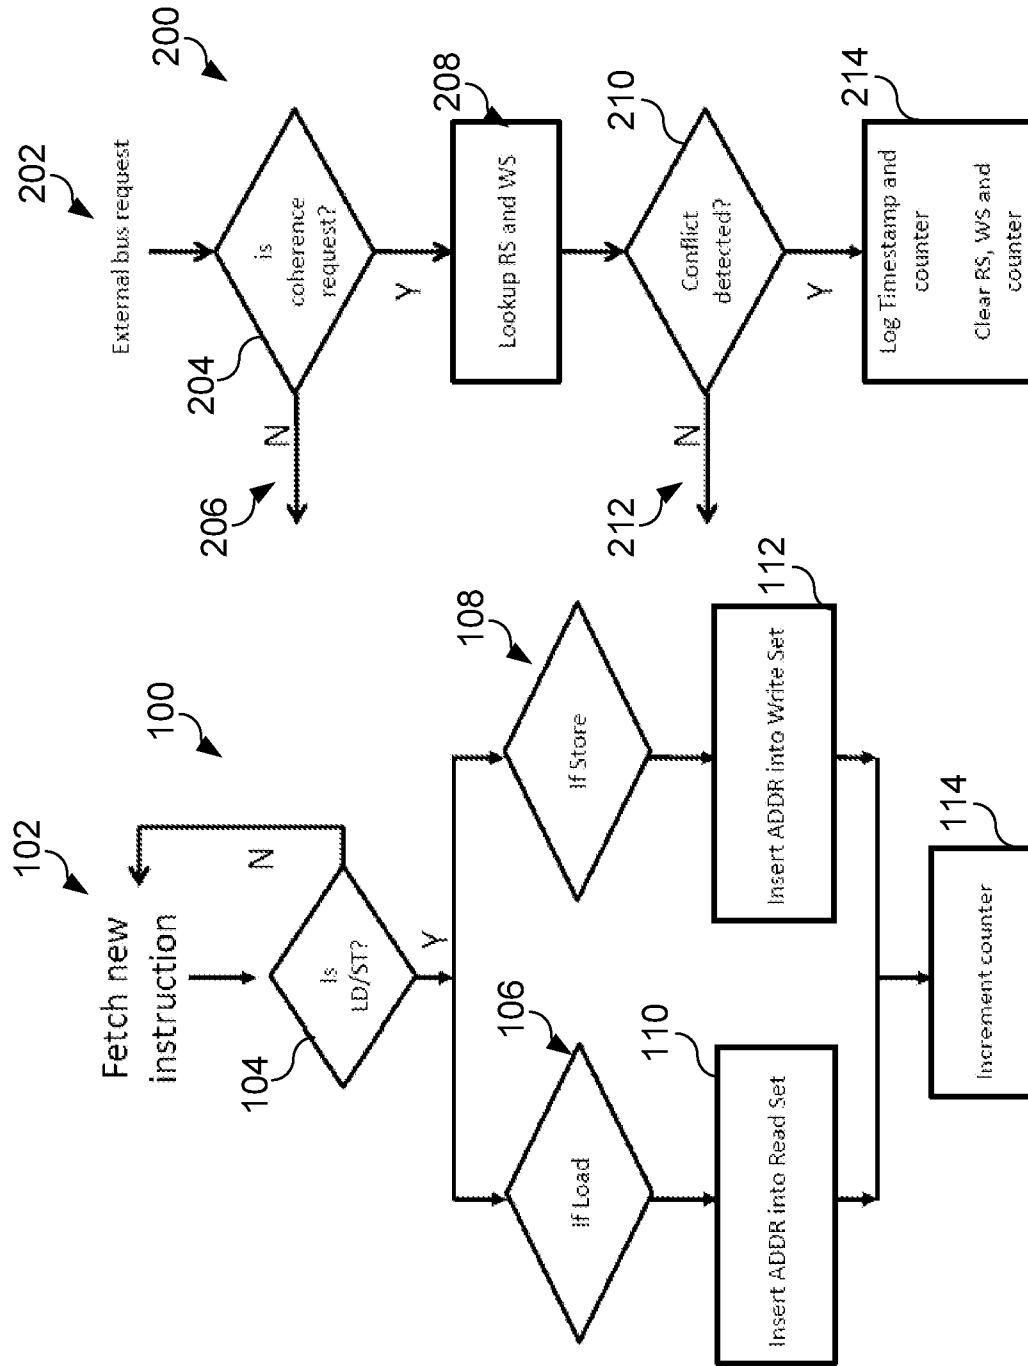 100
102
Fetch new
instruction
104
Is
LD/ST?
N
Y
106
If Load
108
If Store
110
Insert ADDR into Read Set
112
Insert ADDR into Write Set
114
Increment counter
200
202
External bus request
204
is
coherence
request?
N
206
Y
208
Lookup RS and WS
210
Conflict
detected?
N
212
Y
214
Log Timestamp and
counter
Clear RS, WS and
counter